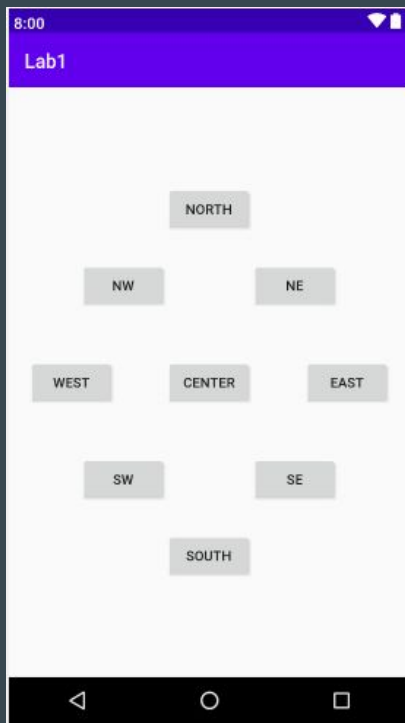 8:00
Lab1
NORTH
NW NE
WEST CENTER EAST
SW SE
SOUTH